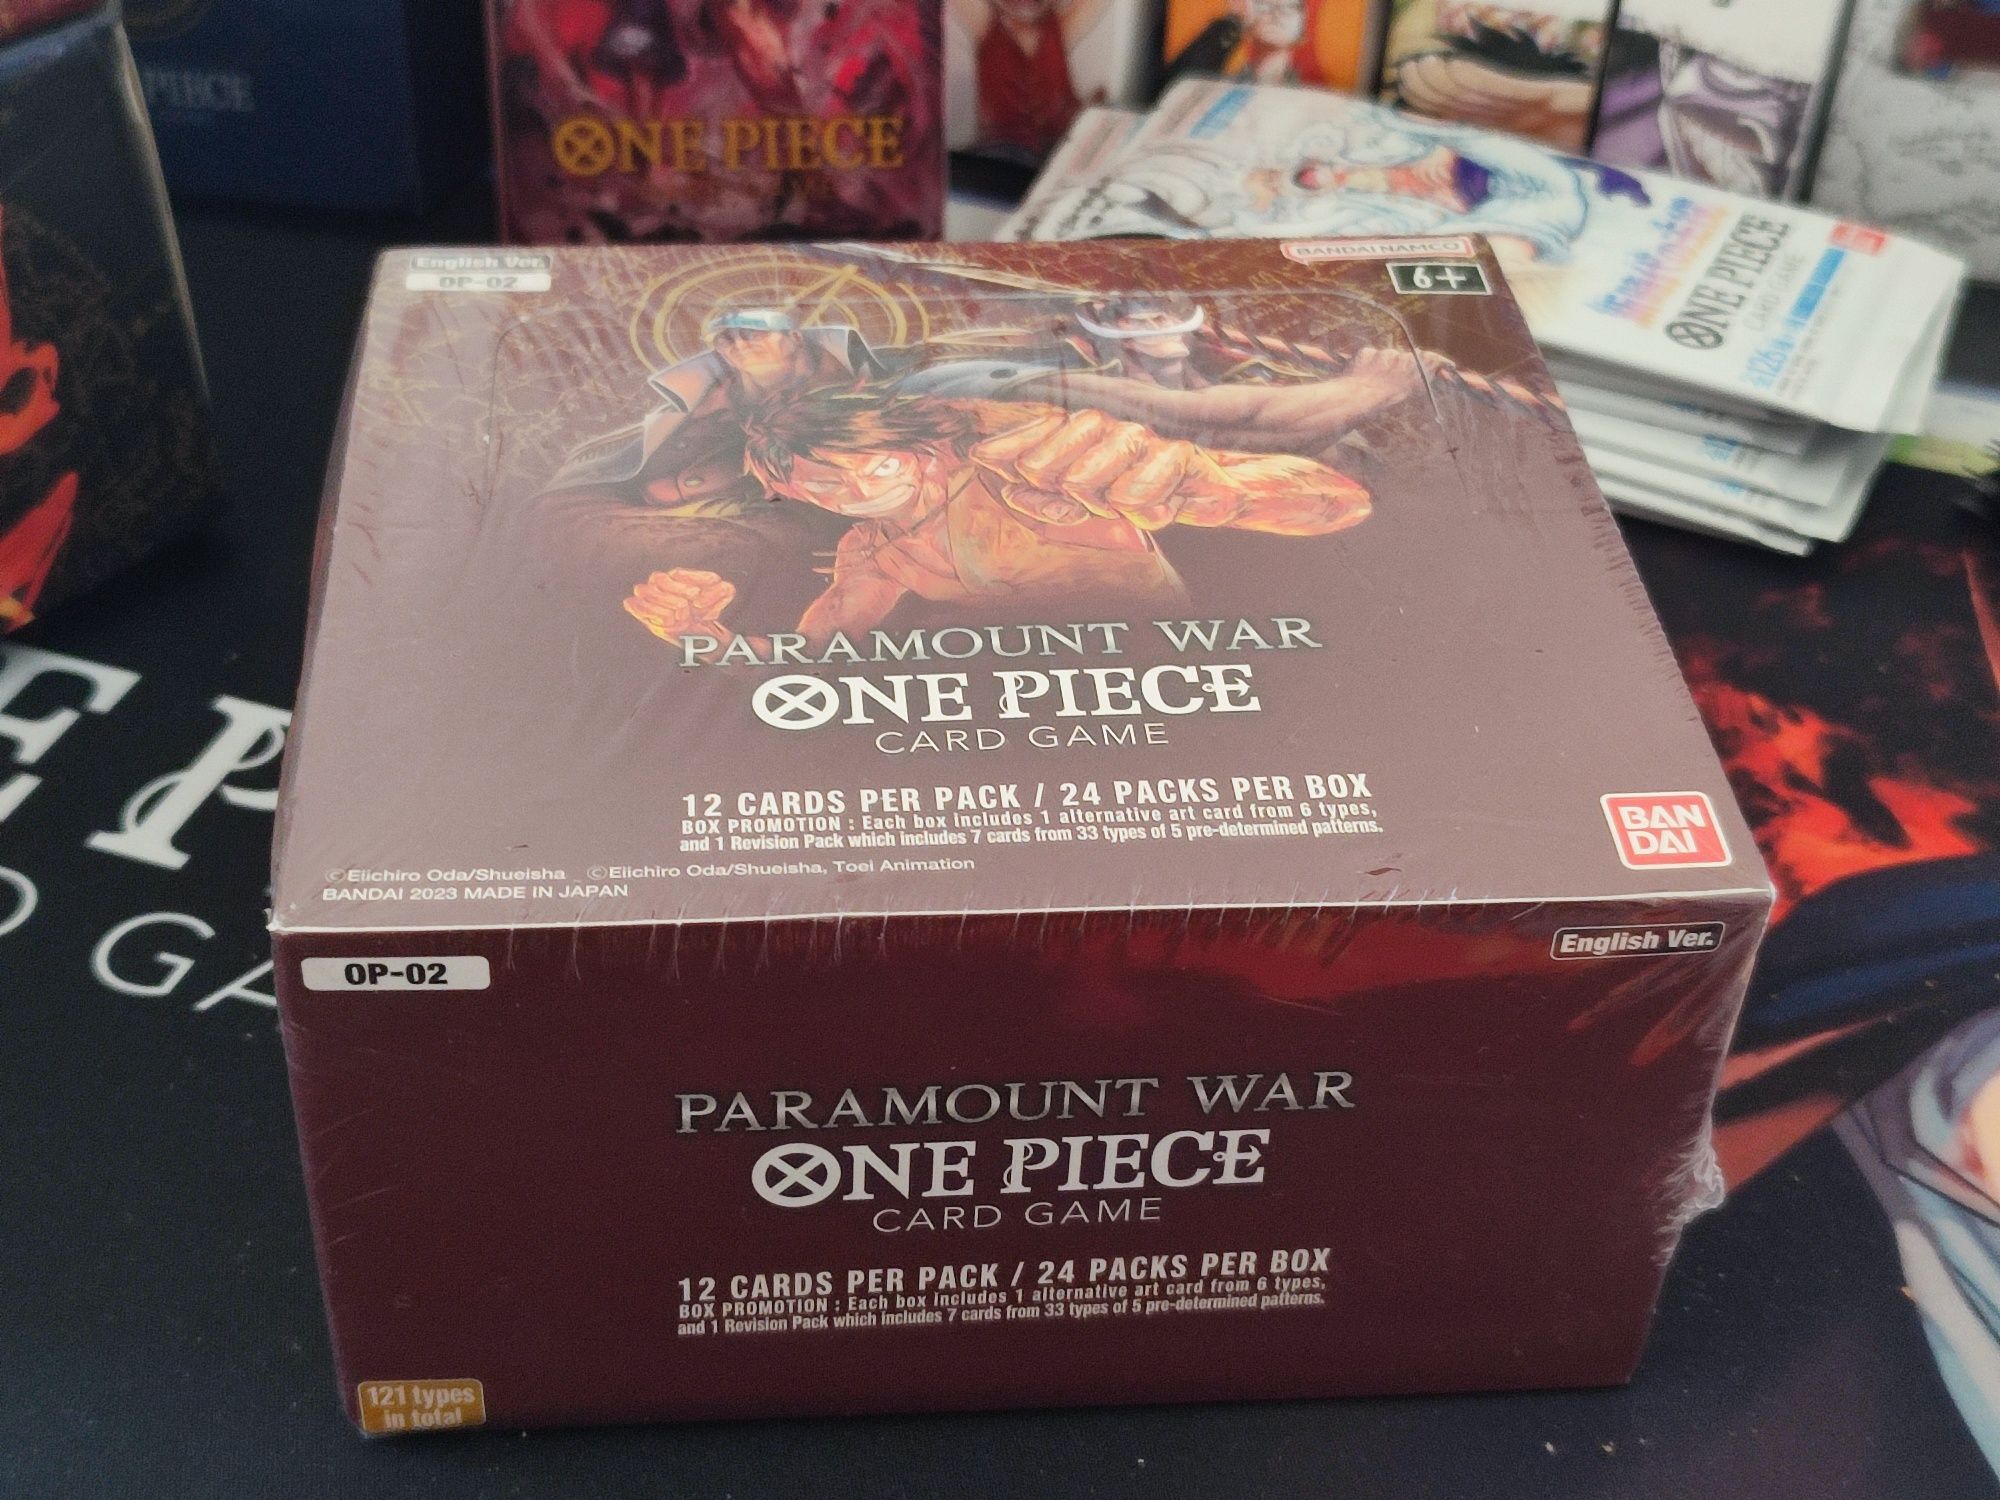 PIECE
ONE PIECE
English Ver.
OP-02
BANDAI NAMCO
6+
ONE PIECE
CARD GAME
PARAMOUNT WAR
ONE PIECE
CARD GAME
12 CARDS PER PACK / 24 PACKS PER BOX
BOX PROMOTION : Each box includes 1 alternative art card from 6 types,
and 1 Revision Pack which includes 7 cards from 33 types of 5 pre-determined patterns.
©Eiichiro Oda/Shueisha ©Eiichiro Oda/Shueisha, Toei Animation
BANDAI 2023 MADE IN JAPAN
BAN
DAI
OP-02
English Ver.
PARAMOUNT WAR
ONE PIECE
CARD GAME
12 CARDS PER PACK / 24 PACKS PER BOX
BOX PROMOTION : Each box includes 1 alternative art card from 6 types,
and 1 Revision Pack which includes 7 cards from 33 types of 5 pre-determined patterns.
121 types
in total